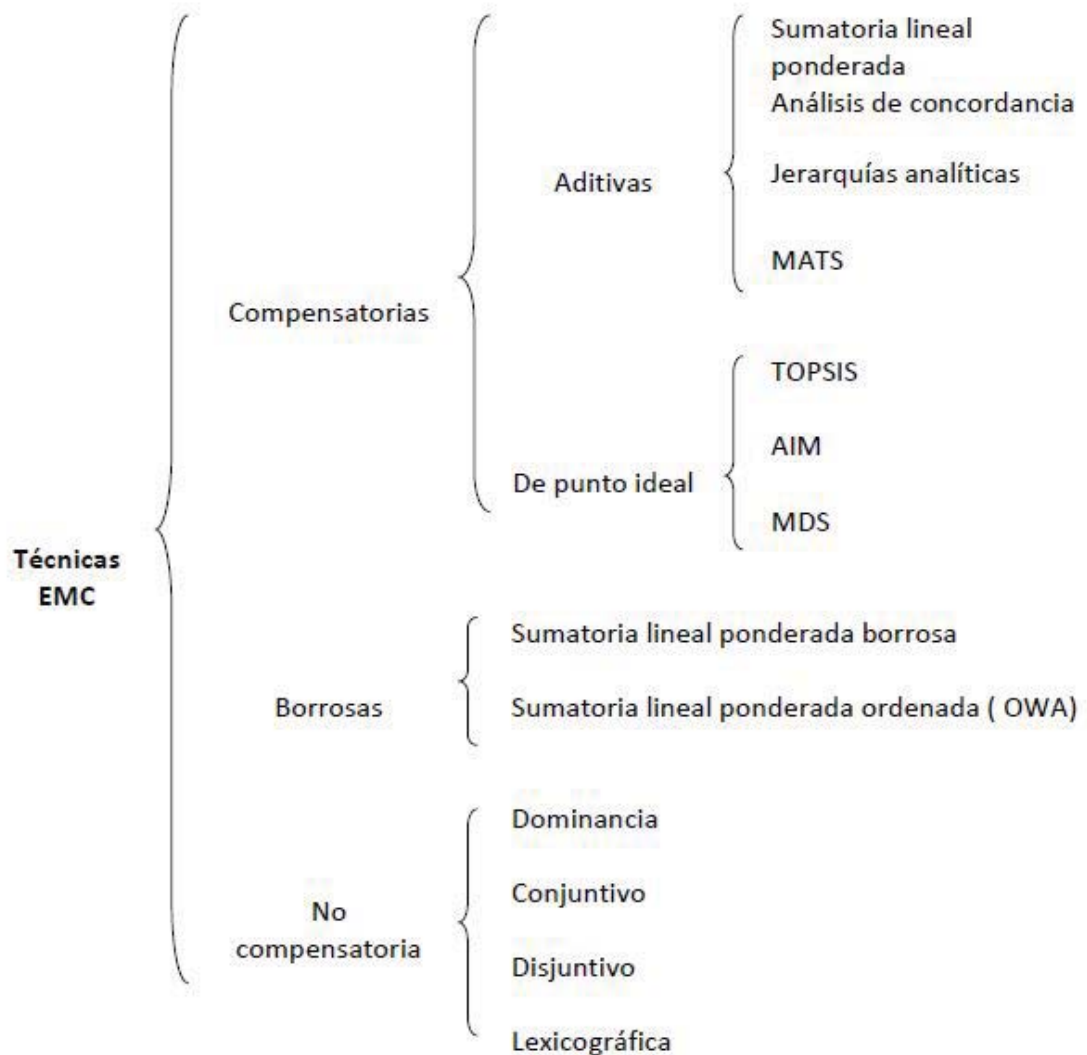 Técnicas
EMC
Compensatorias
Aditivas
Sumatoria lineal
ponderada
Análisis de concordancia
Jerarquías analíticas
MATS
De punto ideal
TOPSIS
AIM
MDS
Borrosas
Sumatoria lineal ponderada borrosa
Sumatoria lineal ponderada ordenada ( OWA)
No
compensatoria
Dominancia
Conjuntivo
Disjuntivo
Lexicográfica